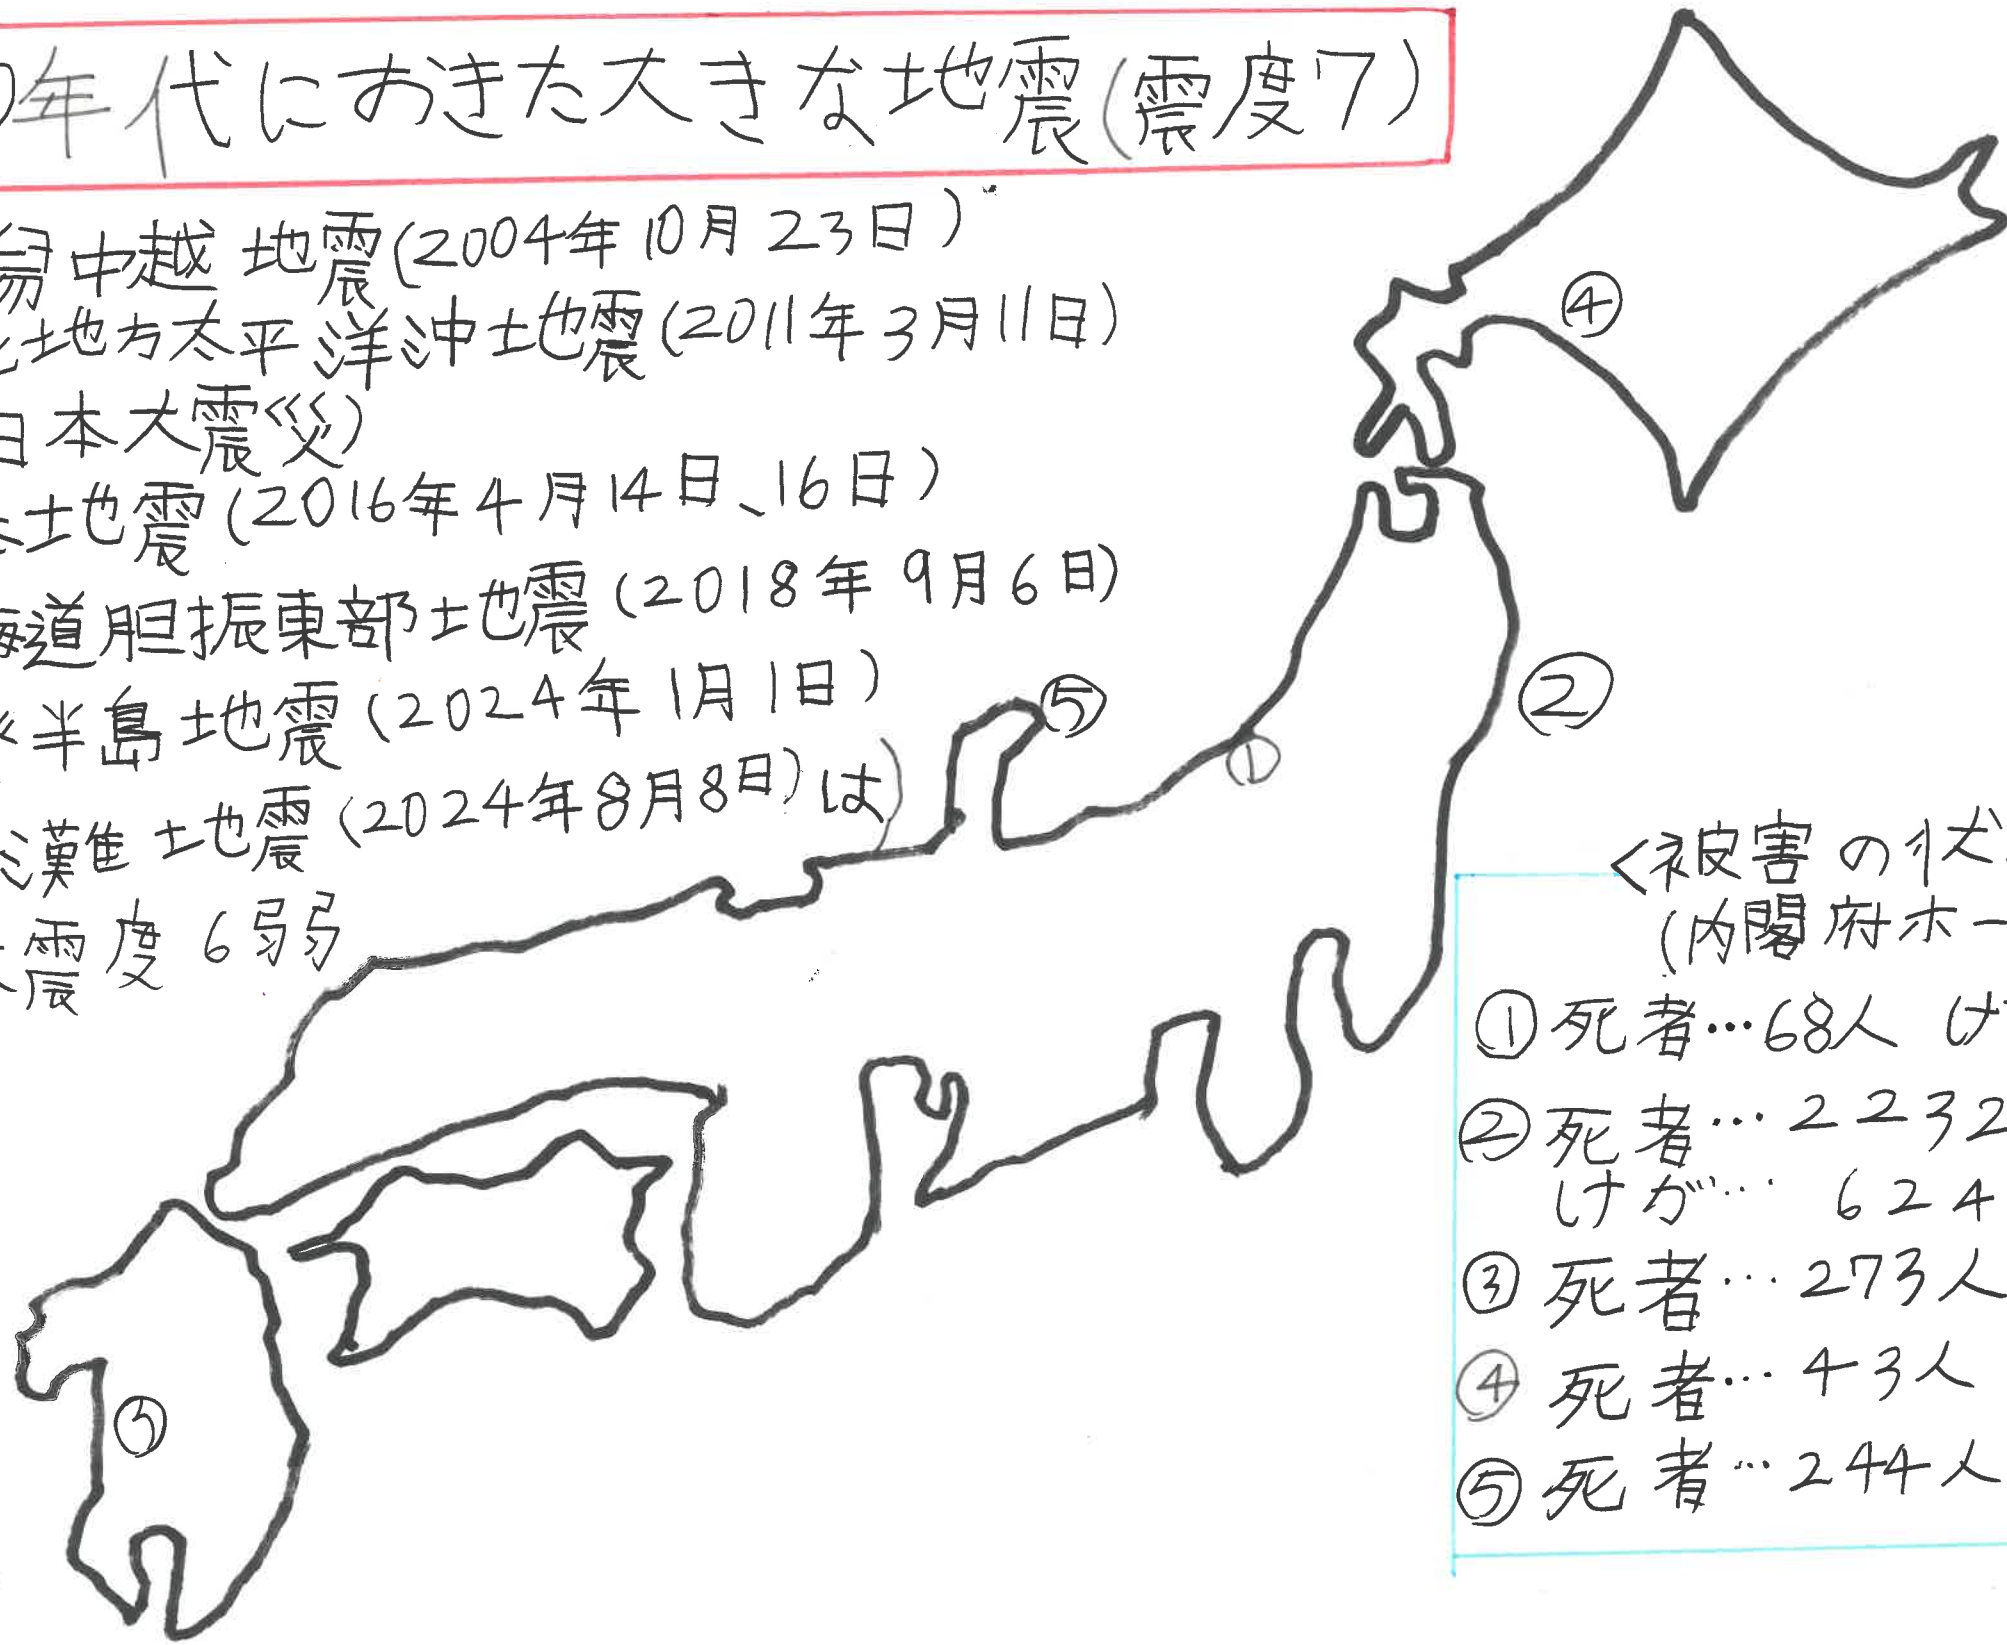 年代におきた大きな地震(震度7)
中越地震(2004年10月23日)
地方太平洋沖地震(2011年3月11日)
日本大震災)
地震(2016年4月14日、16日)
道胆振東部地震(2018年9月6日)
半島地震(2024年1月1日)
灘地震(2024年8月8日)は)
震度6弱
④
②
⑤
①
③
<被害の状
(内閣府ホー
①死者…68人 け
②死者…2232
けが… 624
③死者…273人
④死者…43人
⑤死者…244人